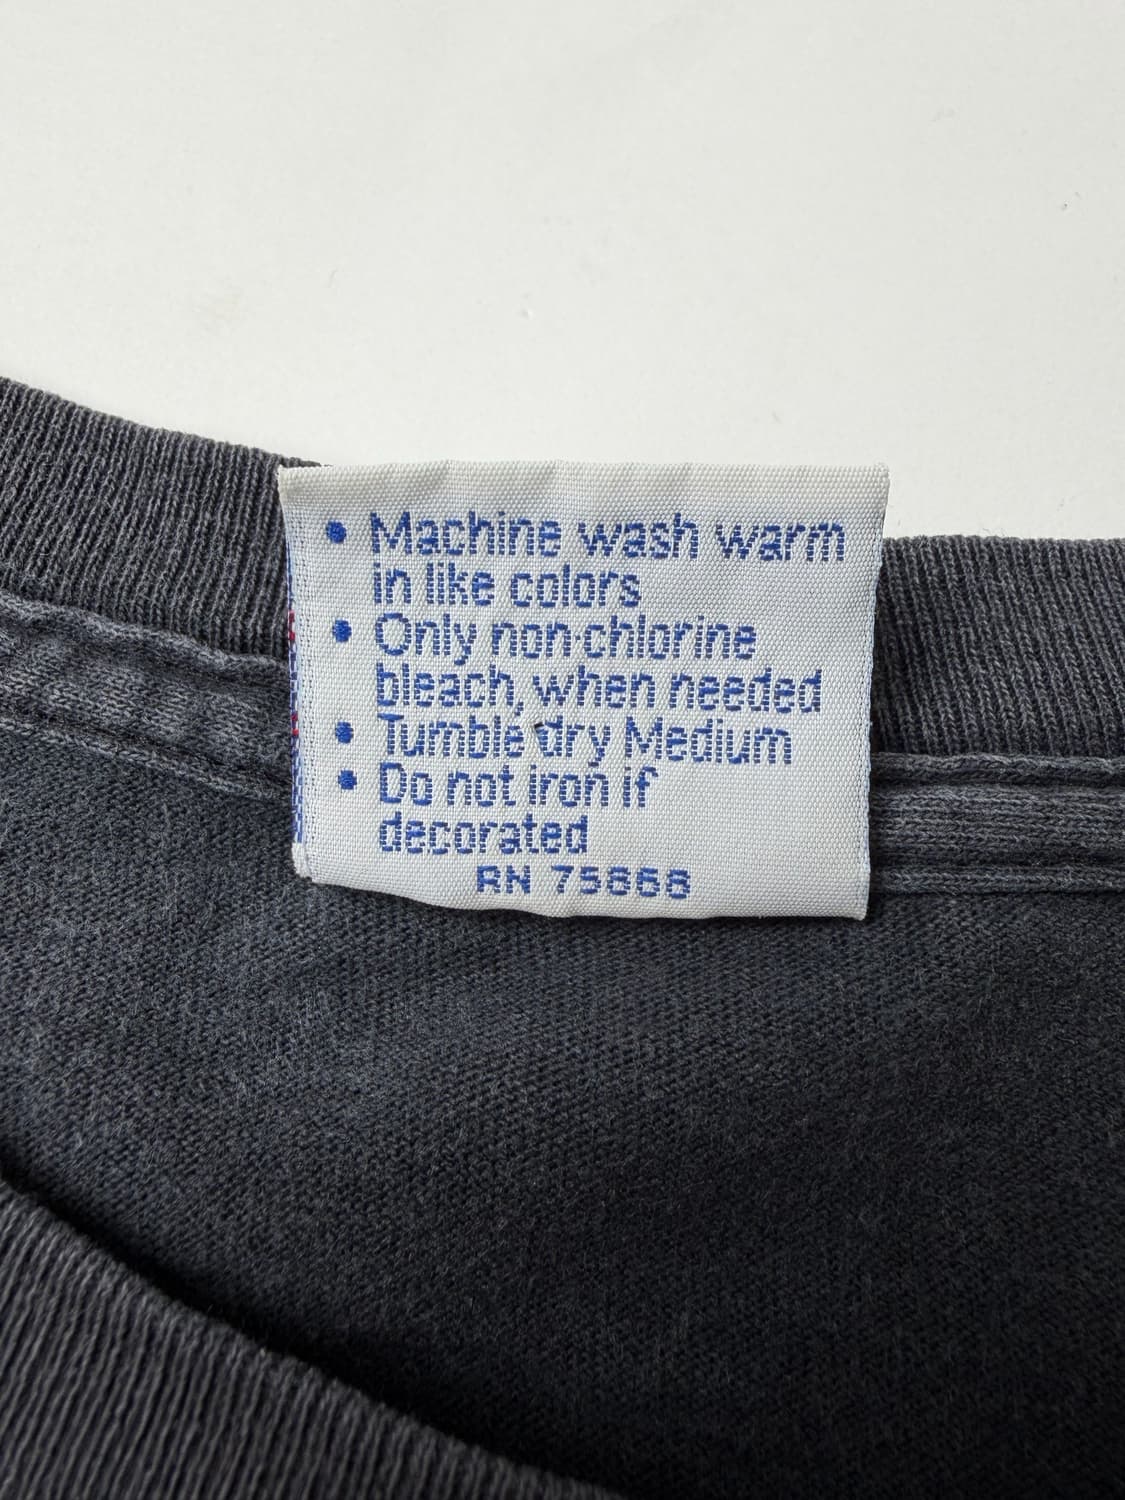 • Machine wash warm
in like colors
• Only non-chlorine
bleach, when needed
• Tumble dry Medium
• Do not iron if
decorated
RN 75868